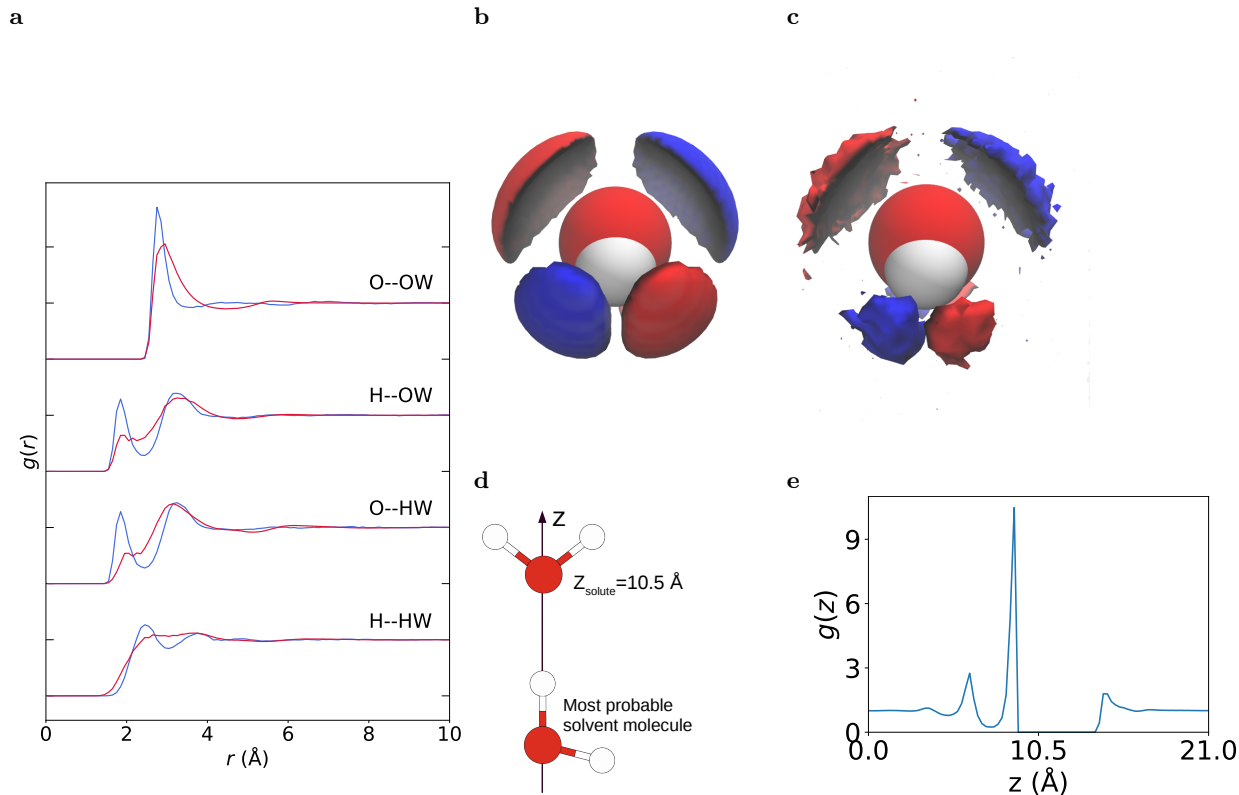 a
b
c
O--OW
H--OW
O--HW
H--HW
g(r)
0 2 4 6 8 10
r (Å)
d
z
Zsolute=10.5 Å
Most probable
solvent molecule
e
9
6
3
0
g(z)
0.0 10.5 21.0
z (Å)